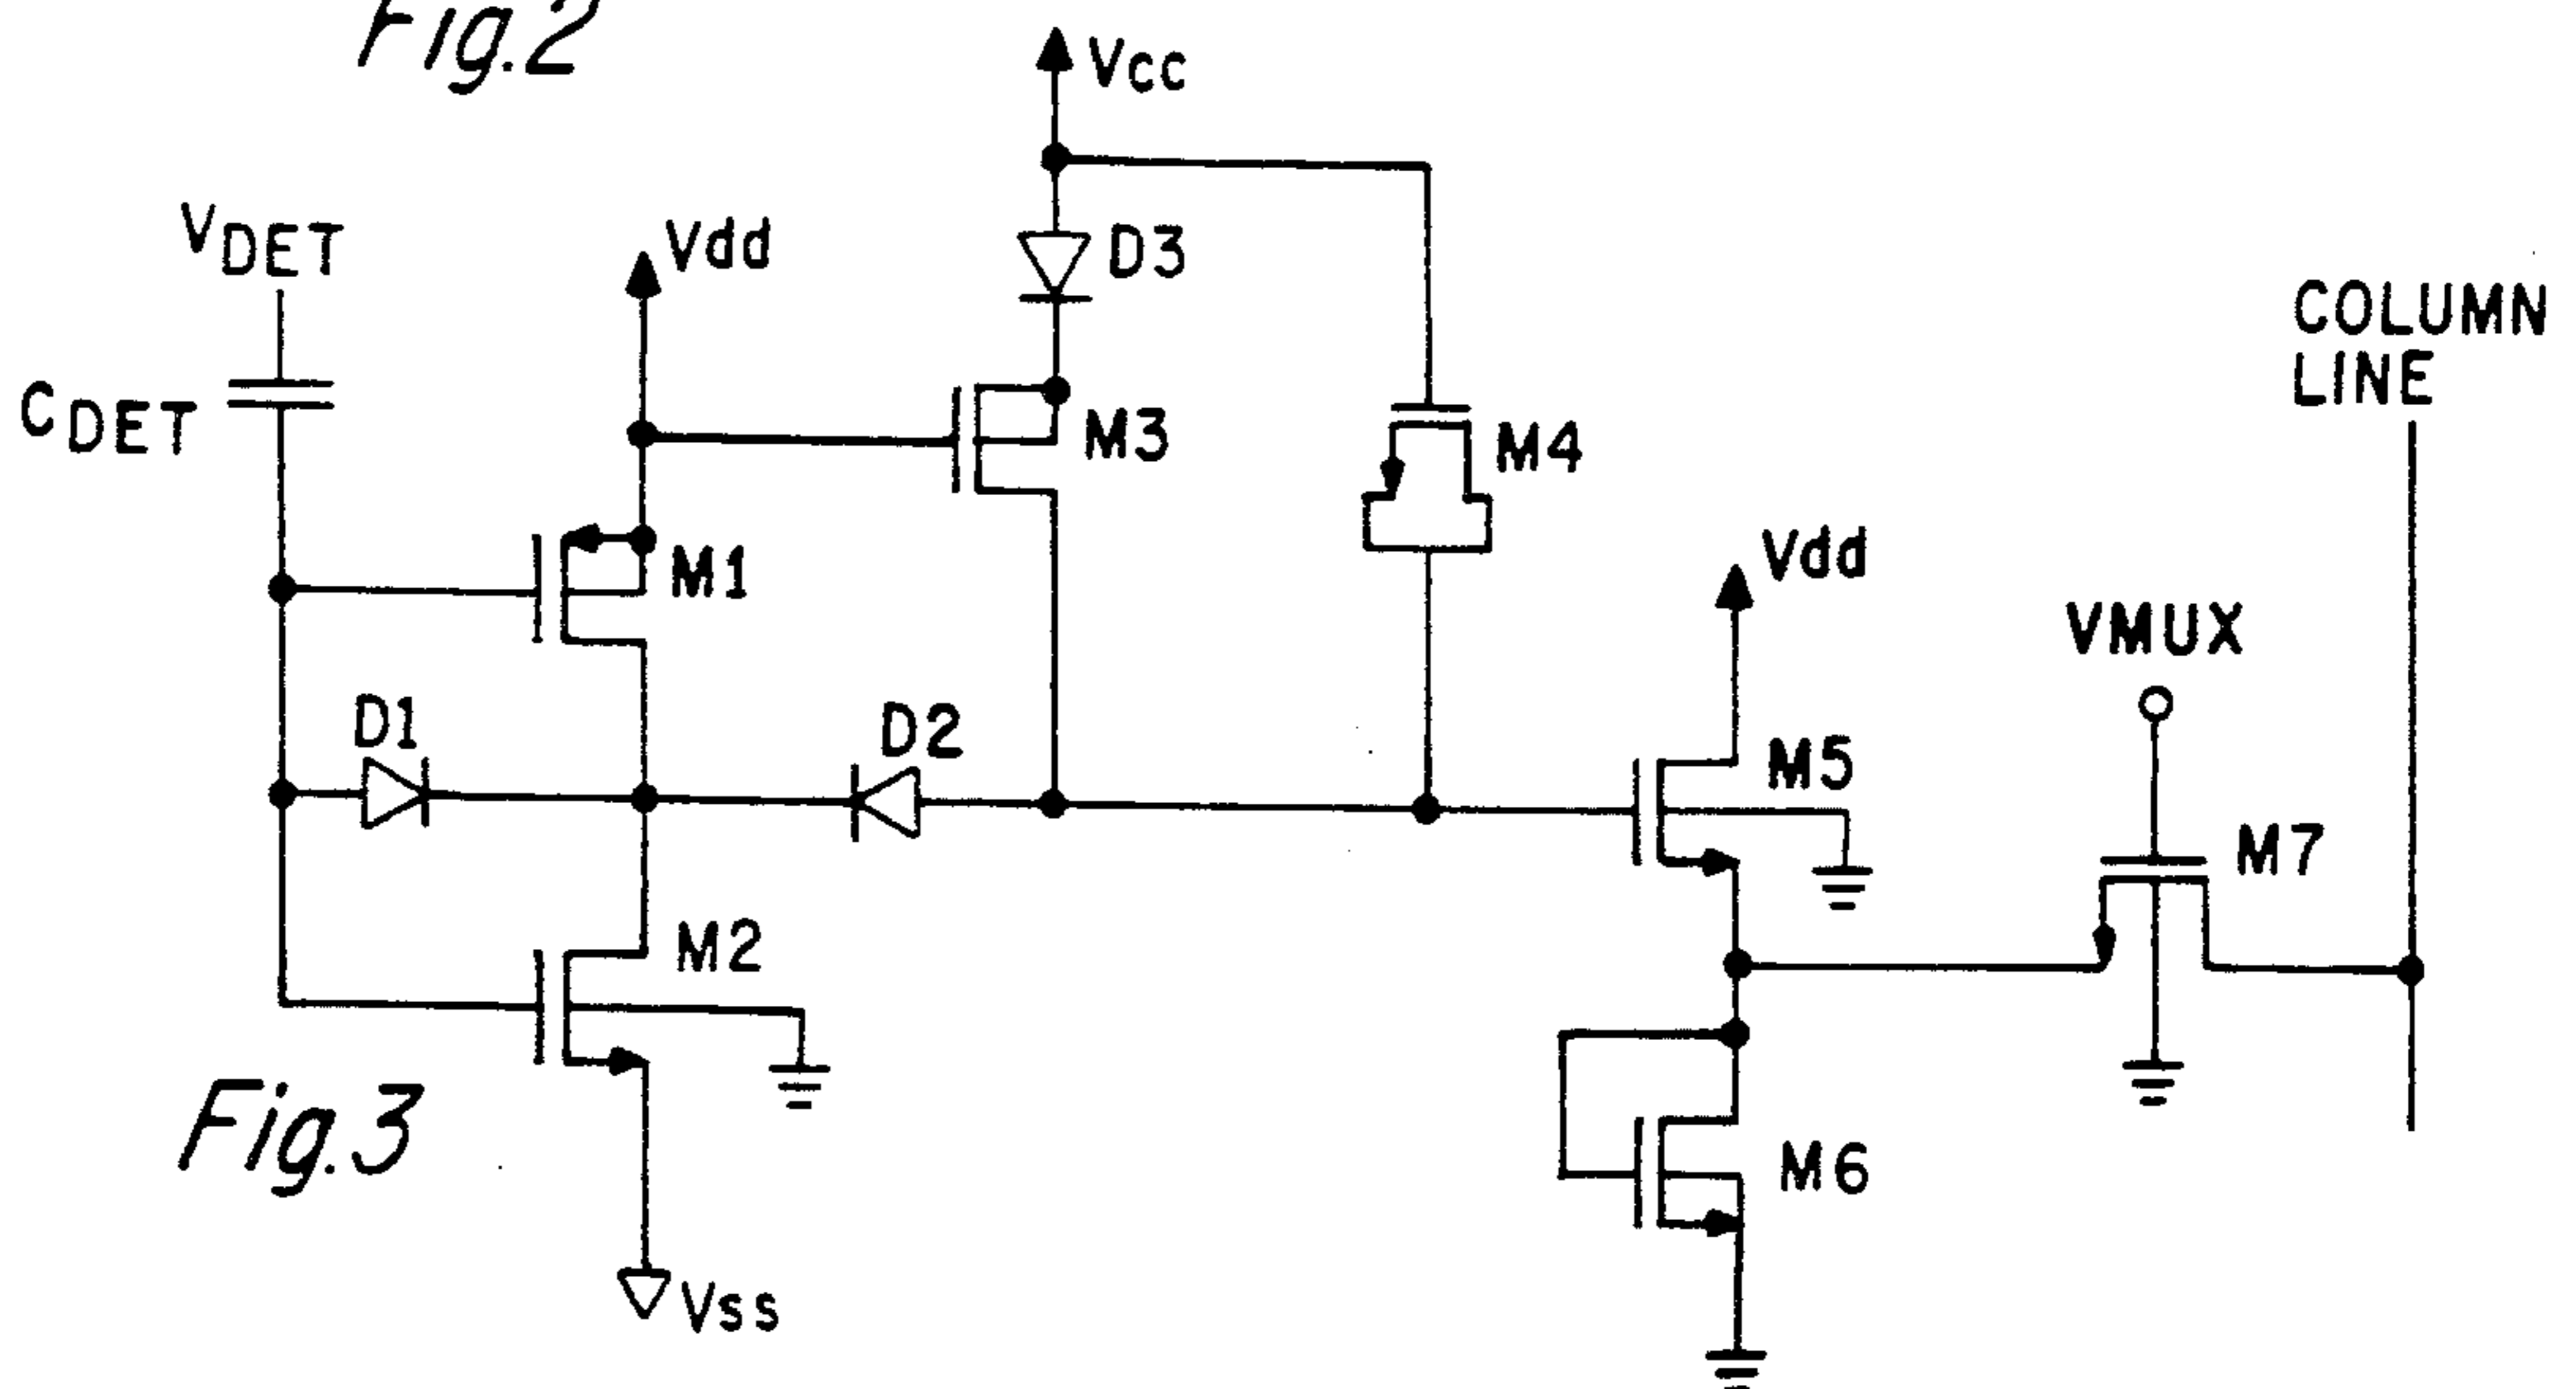 Fig.2
Vcc
VDET
Vdd
D3
COLUMN
LINE
CDET
M3
M4
M1
Vdd
VMUX
D1
D2
M5
M7
M2
Fig.3
M6
Vss